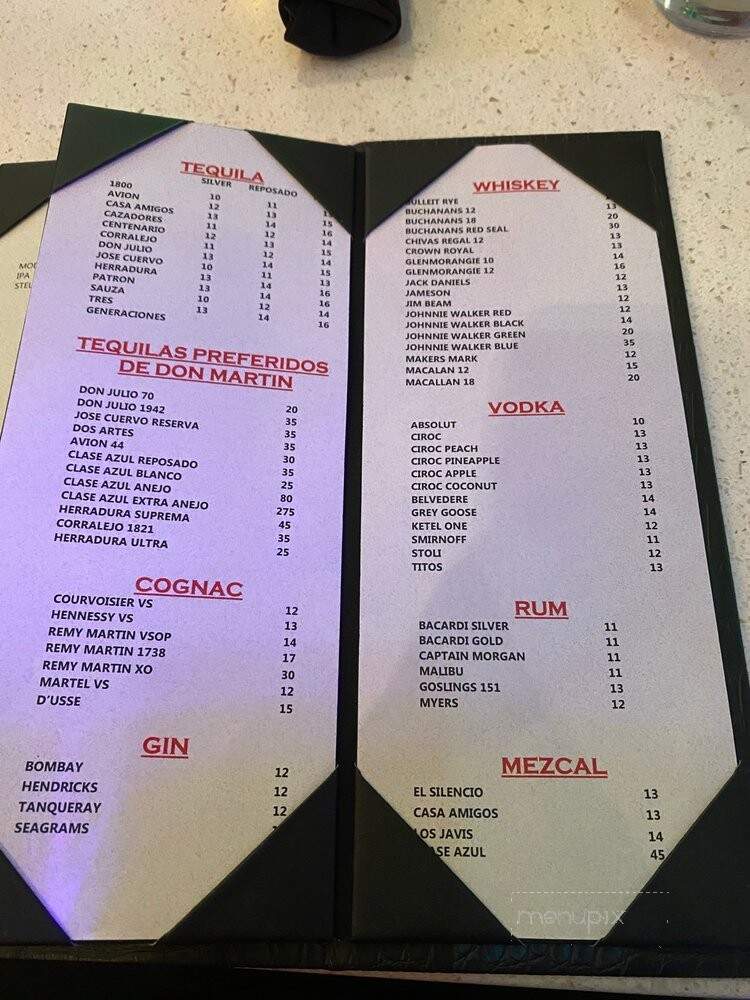 TEQUILA
SILVER REPOSADO
1800 10 11
AVION 12 13
CASA AMIGOS 13 14 15
CAZADORES 11 12 16
CENTENARIO 12 13 14
CORRALEJO 11 12 15
DON JULIO 13 14
JOSE CUERVO 10 11 15
HERRADURA 13 13 16
PATRON 13 14 16
SAUZA 10 12 14
TRES
GENERACIONES 13 14 16
TEQUILAS PREFERIDOS
DE DON MARTIN
DON JULIO 70 20
DON JULIO 1942 35
JOSE CUERVO RESERVA 35
DOS ARTES 35
AVION 44 30
CLASE AZUL REPOSADO 35
CLASE AZUL BLANCO 25
CLASE AZUL ANEJO 80
CLASE AZUL EXTRA ANEJO 275
HERRADURA SUPREMA 45
CORRALEJO 1821 35
HERRADURA ULTRA 25
COGNAC
COURVOISIER VS 12
HENNESSY VS 13
REMY MARTIN VSOP 14
REMY MARTIN 1738 17
REMY MARTIN XO 30
MARTEL VS 12
D'USSE 15
GIN
BOMBAY 12
HENDRICKS 12
TANQUERAY 12
SEAGRAMS
WHISKEY
BULLEIT RYE
BUCHANANS 12 13
BUCHANANS 18 20
BUCHANANS RED SEAL 30
CHIVAS REGAL 12 13
CROWN ROYAL 13
GLENMORANGIE 10 14
GLENMORANGIE 12 16
JACK DANIELS 12
JAMESON 13
JIM BEAM 12
JOHNNIE WALKER RED 12
JOHNNIE WALKER BLACK 14
JOHNNIE WALKER GREEN 20
JOHNNIE WALKER BLUE 35
MAKERS MARK 12
MACALAN 12 15
MACALLAN 18 20
VODKA
ABSOLUT 10
CIROC 13
CIROC PEACH 13
CIROC PINEAPPLE 13
CIROC APPLE 13
CIROC COCONUT 13
BELVEDERE 14
GREY GOOSE 14
KETEL ONE 12
SMIRNOFF 11
STOLI 12
TITOS 13
RUM
BACARDI SILVER 11
BACARDI GOLD 11
CAPTAIN MORGAN 11
MALIBU 11
GOSLINGS 151 13
MYERS 12
MEZCAL
EL SILENCIO 13
CASA AMIGOS 13
LOS JAVIS 14
ASE AZUL 45
IPA
menupix